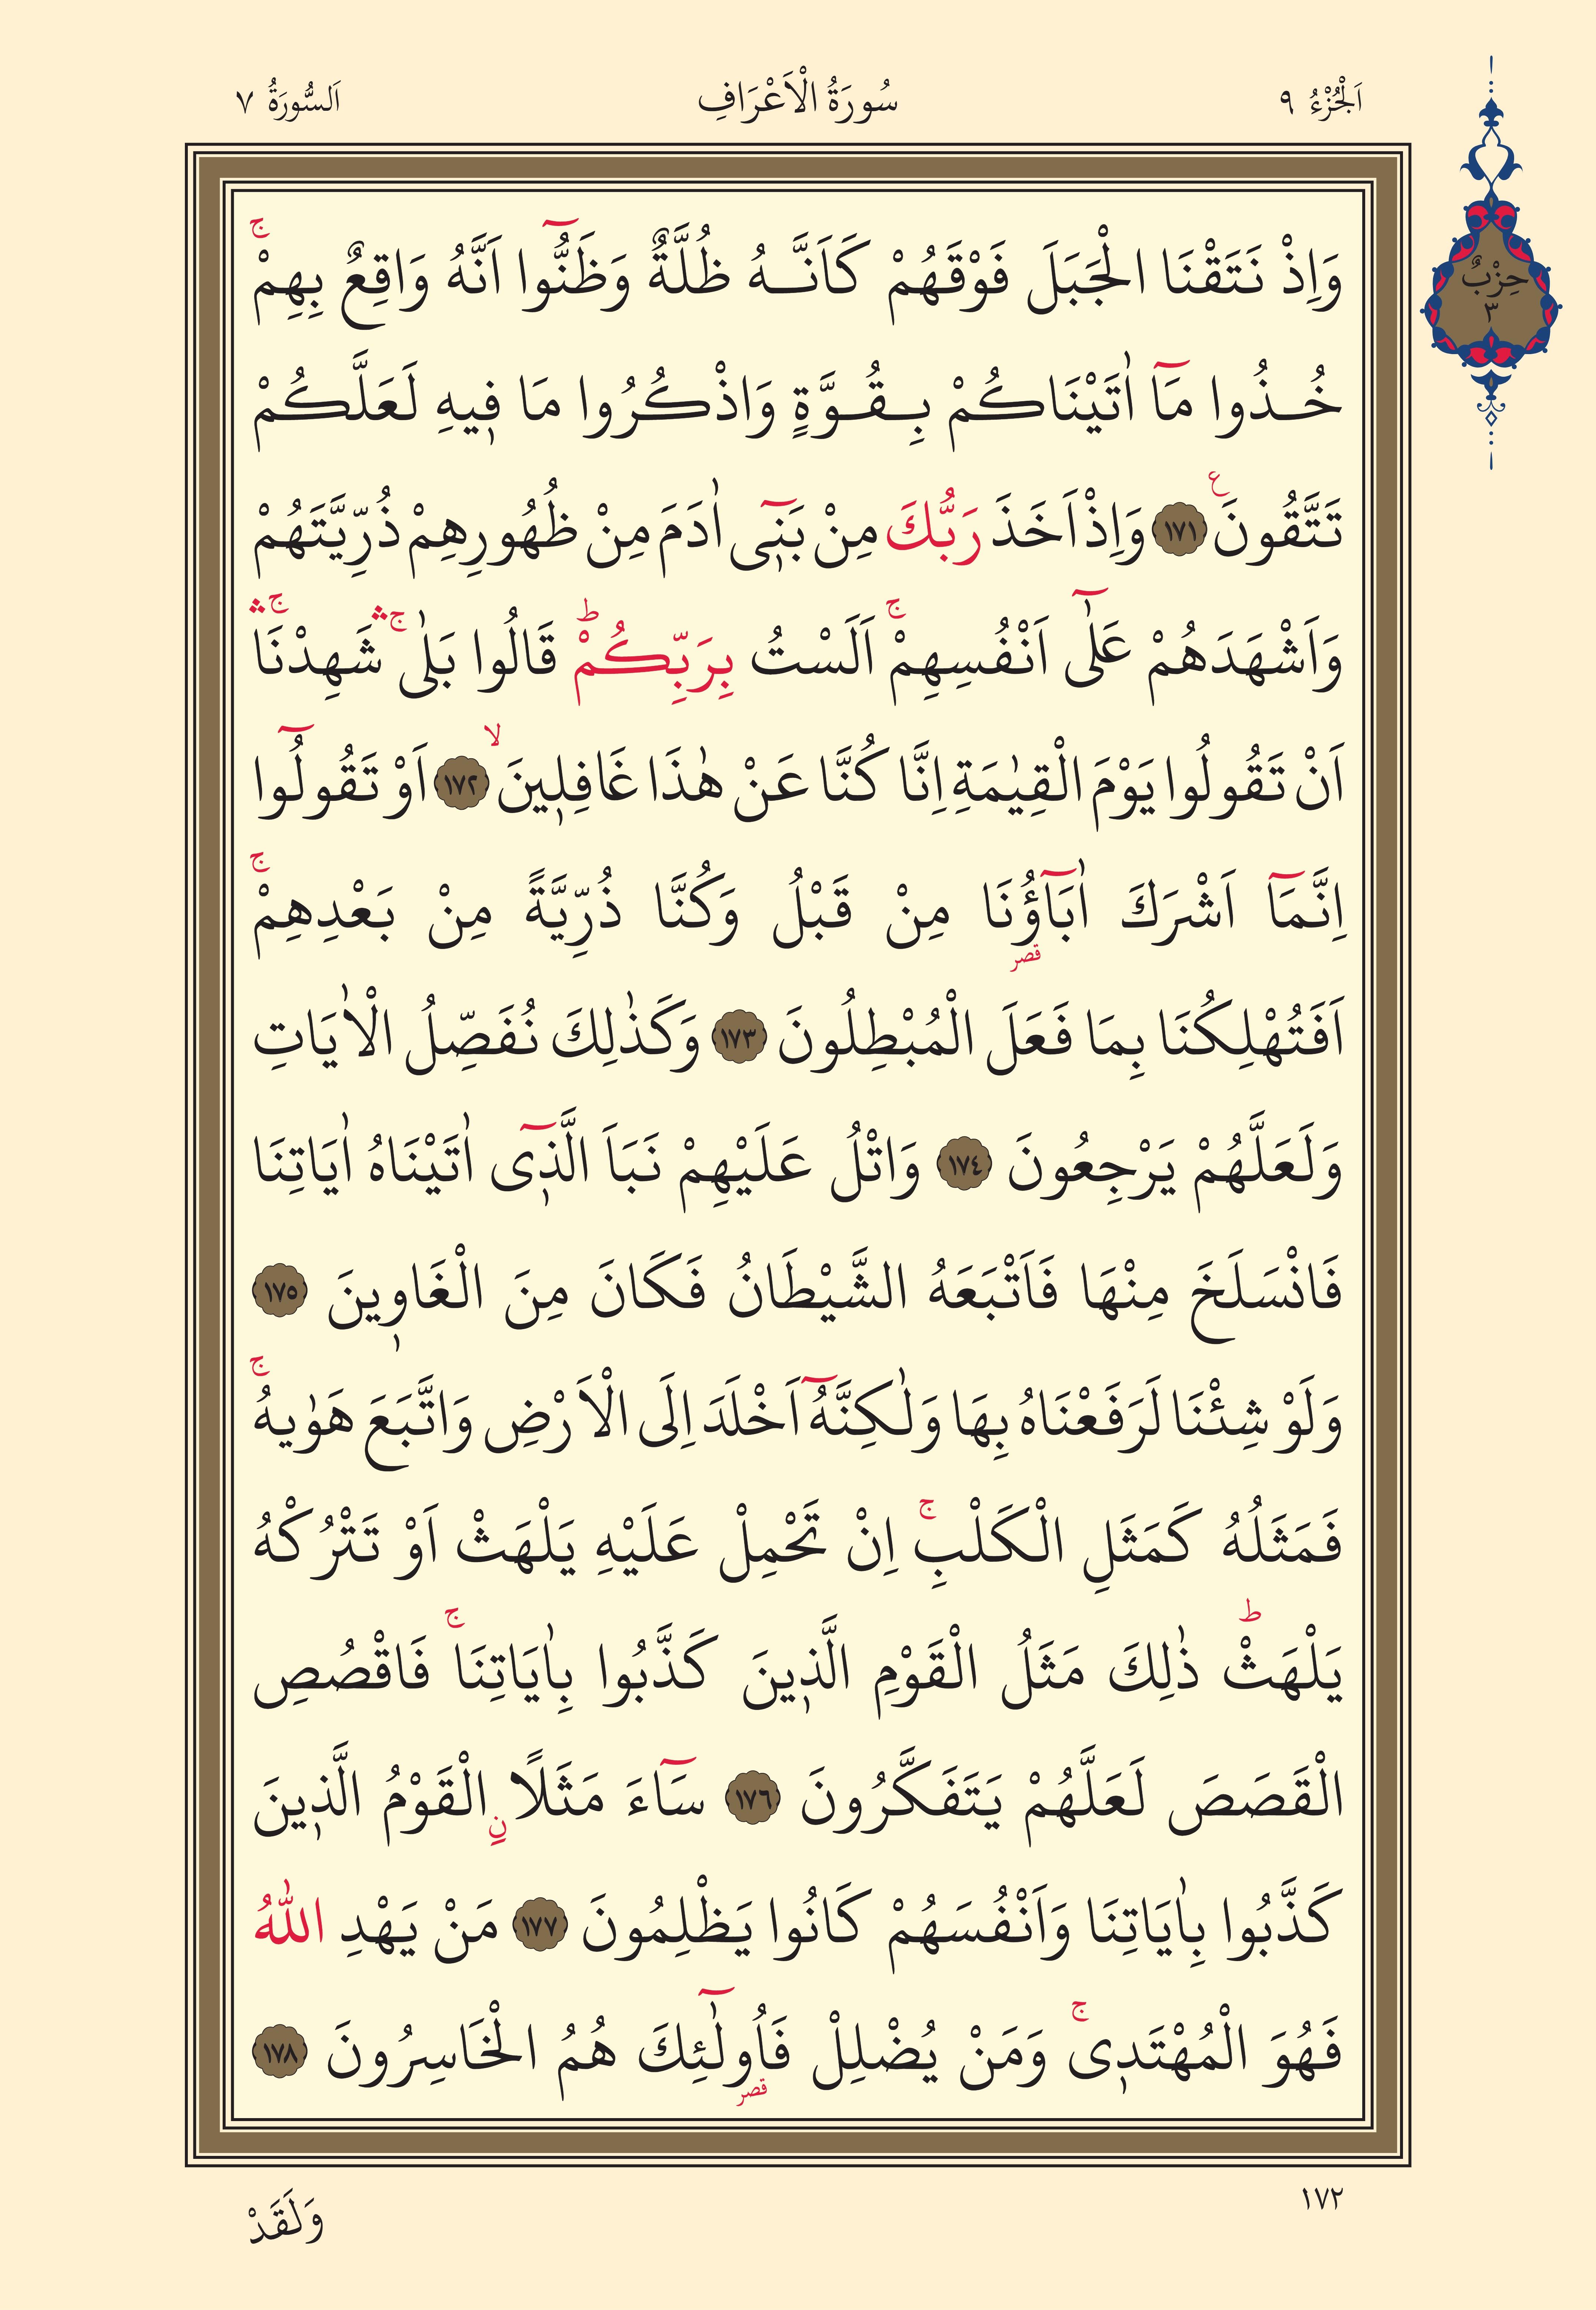 اَلْجُزْءُ ٩
سُورَةُ الْاَعْرَافِ
اَلسُّورَةُ ٧
حِزْبٌ
٣
وَاِذْ نَتَقْنَا الْجَبَلَ فَوْقَهُمْ كَاَنَّهُ ظُلَّةٌ وَظَنُّٓوا اَنَّهُ وَاقِعٌ بِهِمْۚ
خُذُوا مَٓا اٰتَيْنَاكُمْ بِقُوَّةٍ وَاذْكُرُوا مَا ف۪يهِ لَعَلَّكُمْ
تَتَّقُونَ ع ١٧١ وَاِذْ اَخَذَ رَبُّكَ مِنْ بَن۪ٓى اٰدَمَ مِنْ ظُهُورِهِمْ ذُرِّيَّتَهُمْ
وَاَشْهَدَهُمْ عَلٰٓى اَنْفُسِهِمْۚ اَلَسْتُ بِرَبِّكُمْۜ قَالُوا بَلٰىۚۛ شَهِدْنَاۚۛ
اَنْ تَقُولُوا يَوْمَ الْقِيٰمَةِ اِنَّا كُنَّا عَنْ هٰذَا غَافِل۪ينَۙ ١٧٢ اَوْ تَقُولُٓوا
اِنَّمَٓا اَشْرَكَ اٰبَٓاؤُ۬نَا مِنْ قَبْلُ وَكُنَّا ذُرِّيَّةً مِنْ بَعْدِهِمْۚ
قصر
اَفَتُهْلِكُنَا بِمَا فَعَلَ الْمُبْطِلُونَ ١٧٣ وَكَذٰلِكَ نُفَصِّلُ الْاٰيَاتِ
وَلَعَلَّهُمْ يَرْجِعُونَ ١٧٤ وَاتْلُ عَلَيْهِمْ نَبَاَ الَّذ۪ٓى اٰتَيْنَاهُ اٰيَاتِنَا
فَانْسَلَخَ مِنْهَا فَاَتْبَعَهُ الشَّيْطَانُ فَكَانَ مِنَ الْغَاو۪ينَ ١٧٥
وَلَوْ شِئْنَا لَرَفَعْنَاهُ بِهَا وَلٰكِنَّهُٓ اَخْلَدَ اِلَى الْاَرْضِ وَاتَّبَعَ هَوٰيهُۚ
فَمَثَلُهُ كَمَثَلِ الْكَلْبِۚ اِنْ تَحْمِلْ عَلَيْهِ يَلْهَثْ اَوْ تَتْرُكْهُ
يَلْهَثْۜ ذٰلِكَ مَثَلُ الْقَوْمِ الَّذ۪ينَ كَذَّبُوا بِاٰيَاتِنَاۚ فَاقْصُصِ
الْقَصَصَ لَعَلَّهُمْ يَتَفَكَّرُونَ ١٧٦ سَٓاءَ مَثَلًا نِ الْقَوْمُ الَّذ۪ينَ
كَذَّبُوا بِاٰيَاتِنَا وَاَنْفُسَهُمْ كَانُوا يَظْلِمُونَ ١٧٧ مَنْ يَهْدِ اللّٰهُ
فَهُوَ الْمُهْتَد۪ىۚ وَمَنْ يُضْلِلْ فَاُو۬لٰٓئِكَ هُمُ الْخَاسِرُونَ ١٧٨
قصر
١٧٢
وَلَقَدْ